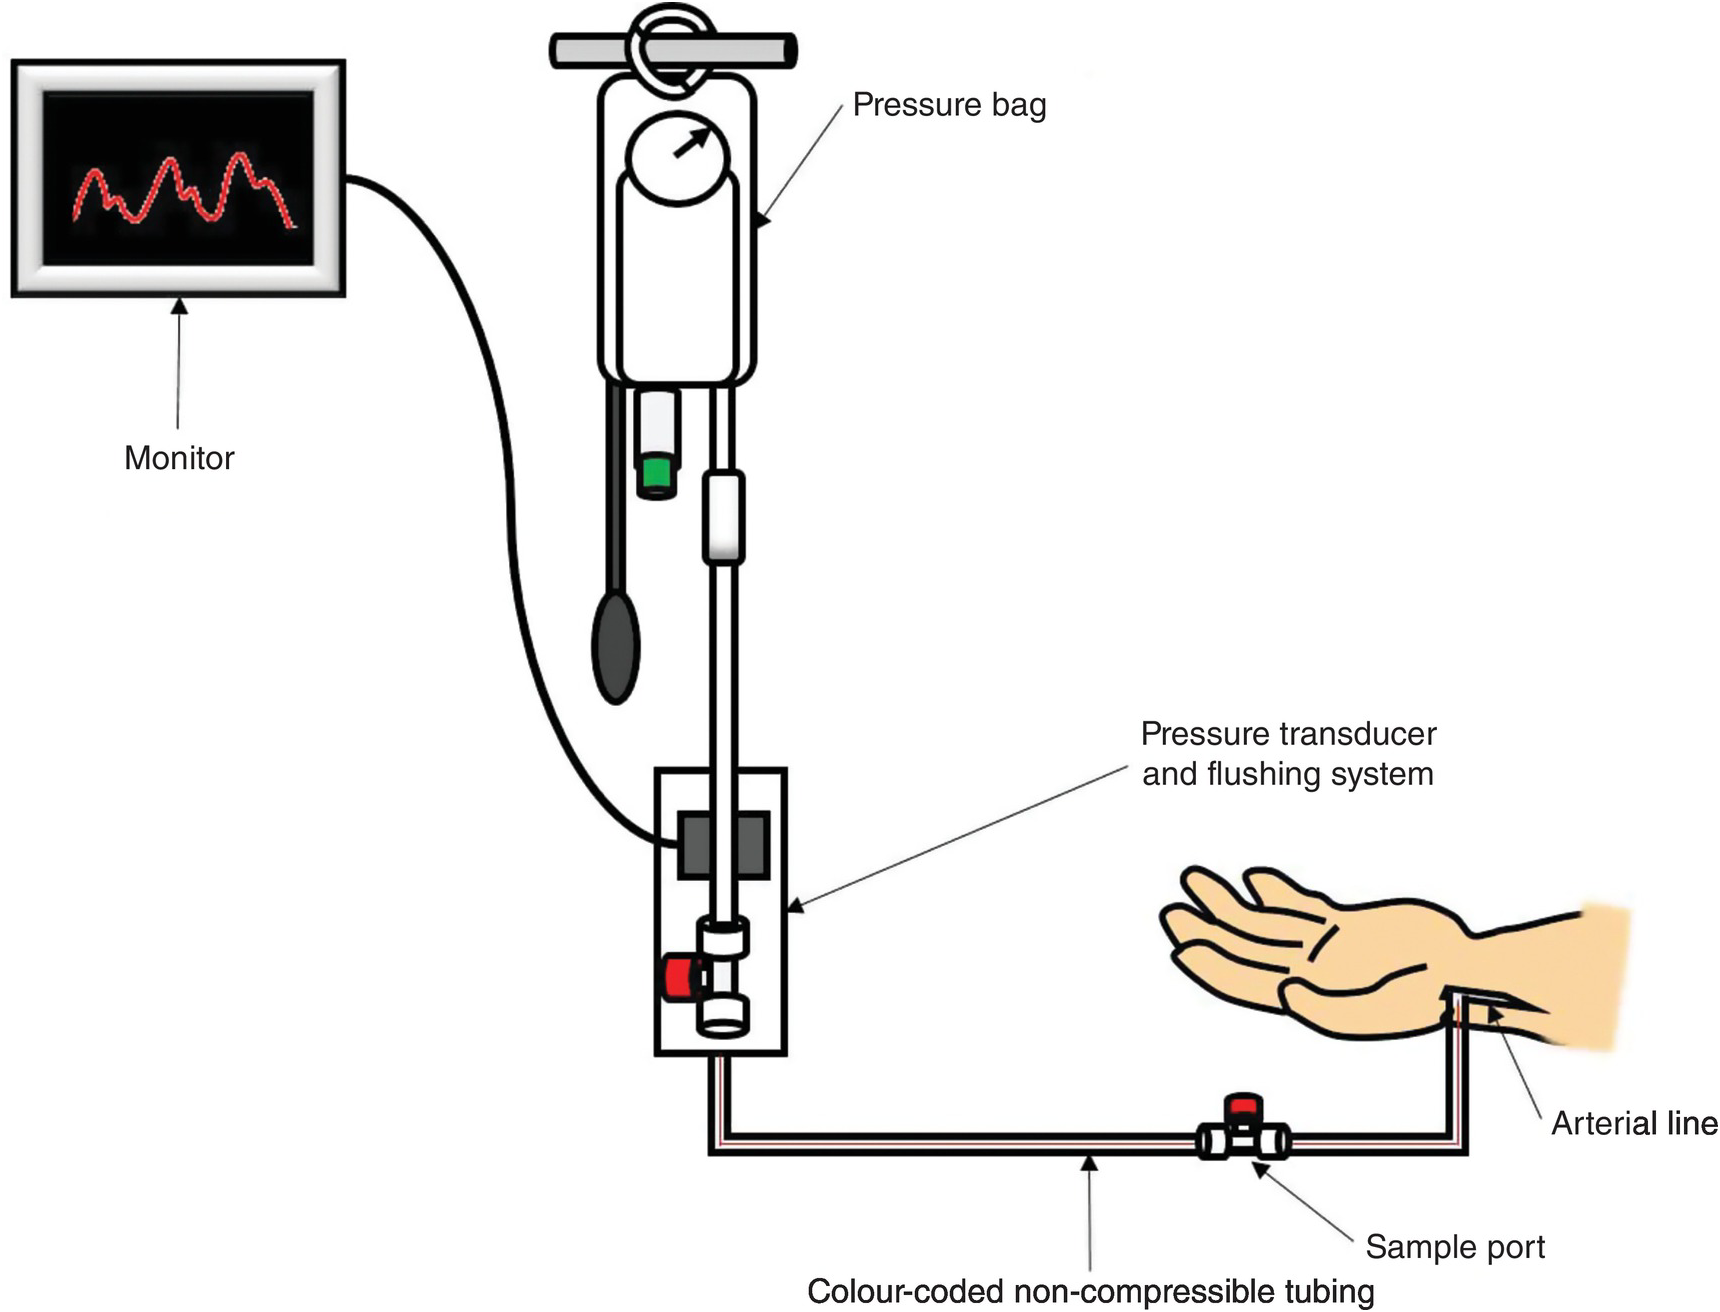 Pressure bag
Monitor
Pressure transducer
and flushing system
Arterial line
Sample port
Colour-coded non-compressible tubing